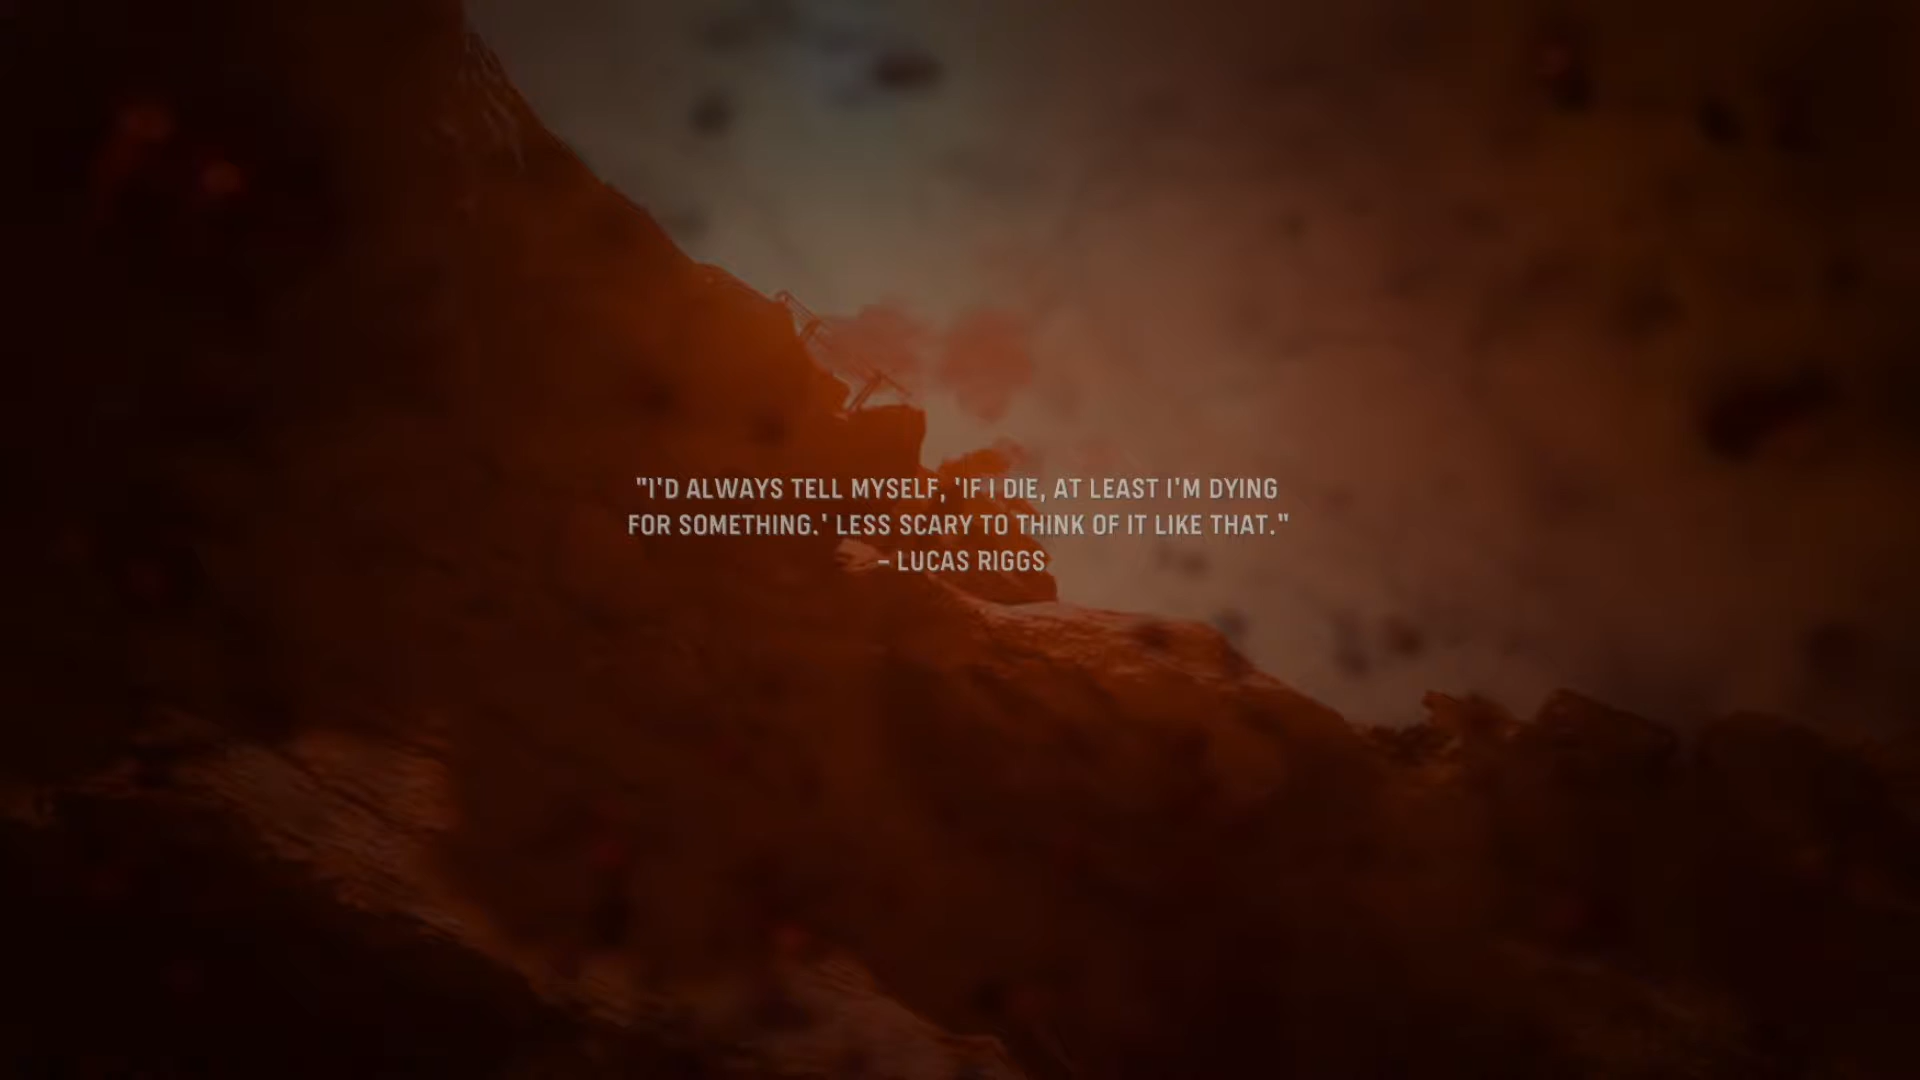 "I'D ALWAYS TELL MYSELF, 'IF I DIE, AT LEAST I'M DYING
FOR SOMETHING.' LESS SCARY TO THINK OF IT LIKE THAT."
– LUCAS RIGGS